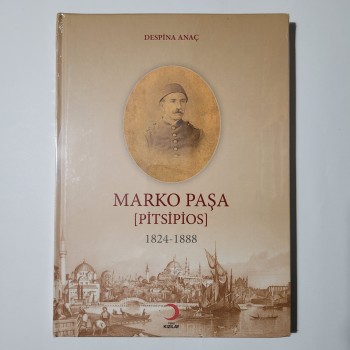 DESPİNA ANAÇ
MARKO PAŞA
[PİTSİPİOS]
1824-1888
KIZILAY